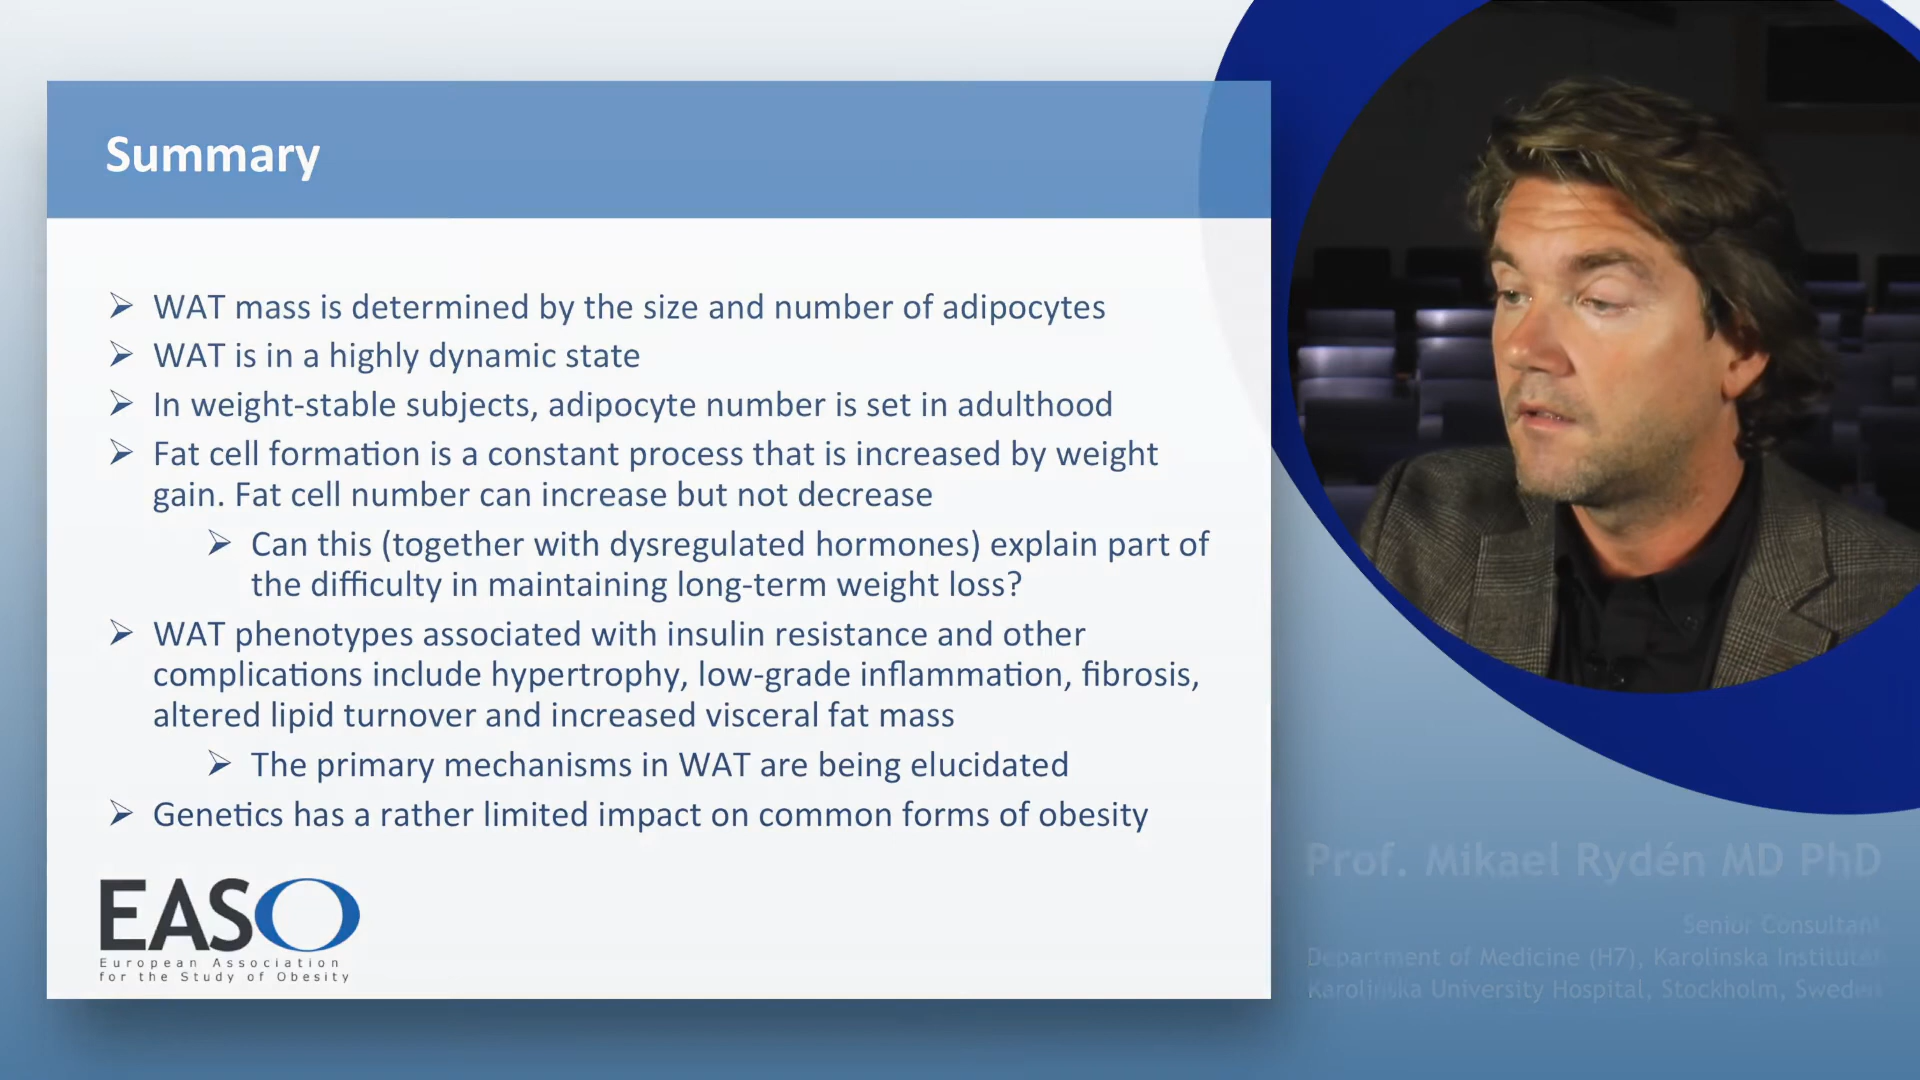 Summary
➢ WAT mass is determined by the size and number of adipocytes
➢ WAT is in a highly dynamic state
➢ In weight-stable subjects, adipocyte number is set in adulthood
➢ Fat cell formation is a constant process that is increased by weight
gain. Fat cell number can increase but not decrease
➢ Can this (together with dysregulated hormones) explain part of
the difficulty in maintaining long-term weight loss?
➢ WAT phenotypes associated with insulin resistance and other
complications include hypertrophy, low-grade inflammation, fibrosis,
altered lipid turnover and increased visceral fat mass
➢ The primary mechanisms in WAT are being elucidated
➢ Genetics has a rather limited impact on common forms of obesity
EASO
European Association
for the Study of Obesity
Prof. Mikael Rydén MD PhD
Senior Consultant
Department of Medicine (H7), Karolinska Institutet
Karolinska University Hospital, Stockholm, Sweden